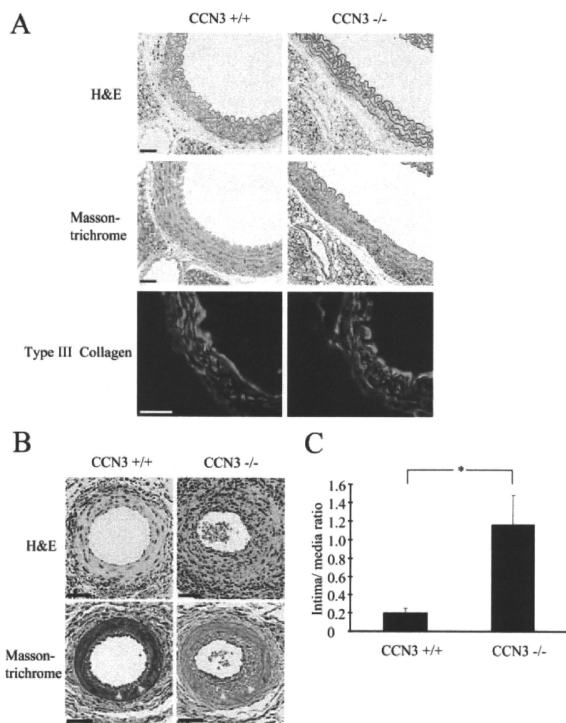 A
CCN3 +/+ CCN3 -/-
H&E
Masson-
trichrome
Type III Collagen
B
CCN3 +/+ CCN3 -/-
H&E
Masson-
trichrome
C
*
Intima/ media ratio
1.6
1.4
1.2
1.0
0.8
0.6
0.4
0.2
0
CCN3 +/+ CCN3 -/-